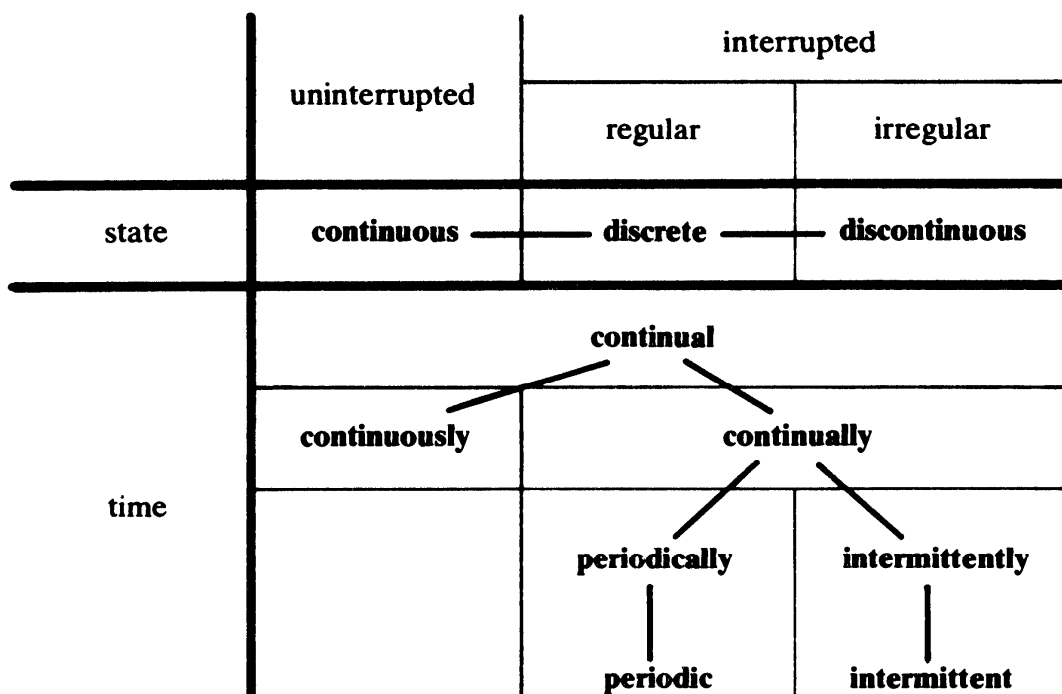 interrupted
uninterrupted
regular irregular
state continuous discrete discontinuous
continual
continuously continually
time
periodically intermittently
periodic intermittent